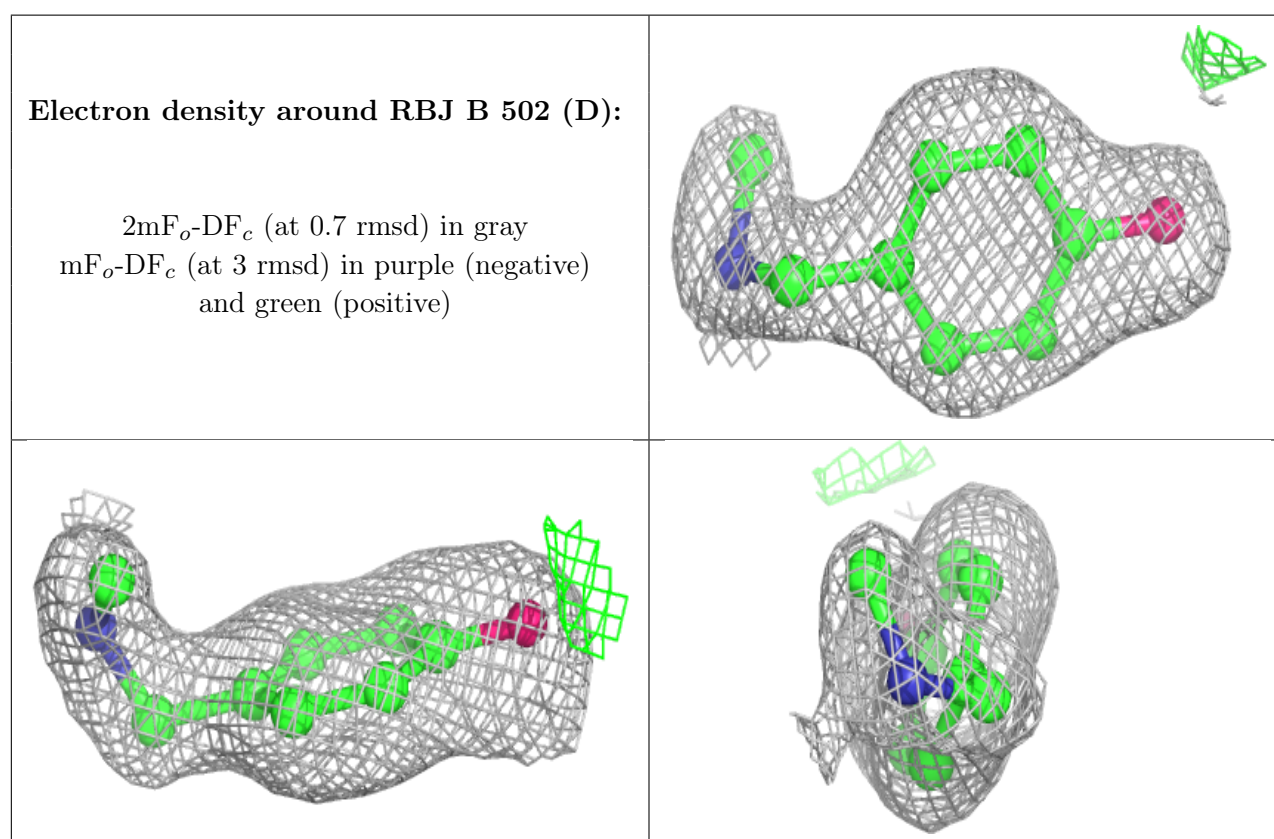 Electron density around RBJ B 502 (D):
2mFo-DFc (at 0.7 rmsd) in gray
mFo-DFc (at 3 rmsd) in purple (negative)
and green (positive)